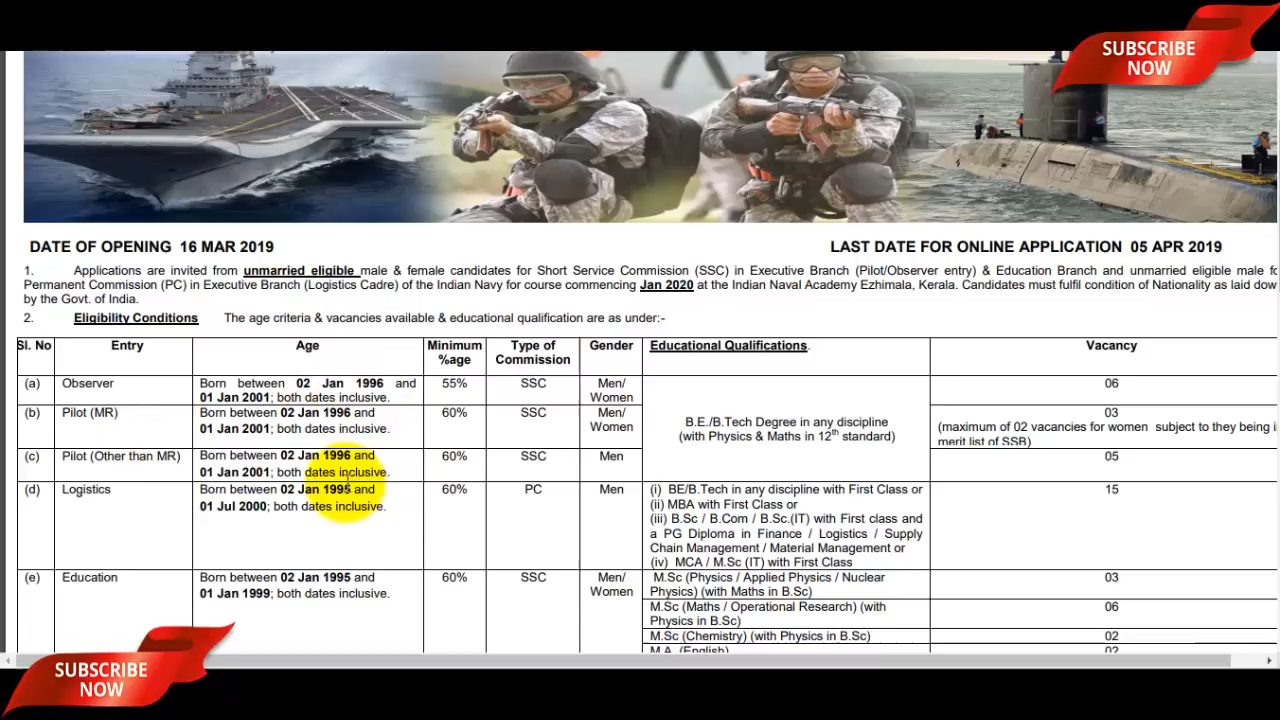 SUBSCRIBE
NOW
DATE OF OPENING 16 MAR 2019
LAST DATE FOR ONLINE APPLICATION 05 APR 2019
1. Applications are invited from unmarried eligible male & female candidates for Short Service Commission (SSC) in Executive Branch (Pilot/Observer entry) & Education Branch and unmarried eligible male
Permanent Commission (PC) in Executive Branch (Logistics Cadre) of the Indian Navy for course commencing Jan 2020 at the Indian Naval Academy Ezhimala, Kerala. Candidates must fulfil condition of Nationality as laid
by the Govt. of India.
2. Eligibility Conditions The age criteria & vacancies available & educational qualification are as under:-
Sl. No Entry Age Minimum %age Type of Commission Gender Educational Qualifications. Vacancy
(a) Observer Born between 02 Jan 1996 and 55% SSC Men/ 06
01 Jan 2001; both dates inclusive. Women
(b) Pilot (MR) Born between 02 Jan 1996 and 60% SSC Men/ 03
B.E./B.Tech Degree in any discipline
01 Jan 2001; both dates inclusive. Women (maximum of 02 vacancies for women subject to they being
(with Physics & Maths in 12th standard)
merit list of SSB)
(c) Pilot (Other than MR) Born between 02 Jan 1996 and 60% SSC Men 05
01 Jan 2001; both dates inclusive.
(d) Logistics Born between 02 Jan 1995 and 60% PC Men (i) BE/B.Tech in any discipline with First Class or 15
01 Jul 2000; both dates inclusive. (ii) MBA with First Class or
(iii) B.Sc / B.Com / B.Sc.(IT) with First class and
a PG Diploma in Finance / Logistics / Supply
Chain Management / Material Management or
(iv) MCA / M.Sc (IT) with First Class
(e) Education Born between 02 Jan 1995 and 60% SSC Men/ M.Sc (Physics / Applied Physics / Nuclear 03
01 Jan 1999; both dates inclusive. Women Physics) (with Maths in B.Sc)
M.Sc (Maths / Operational Research) (with 06
Physics in B.Sc)
M.Sc (Chemistry) (with Physics in B.Sc) 02
M.A. (English) 02
SUBSCRIBE
NOW